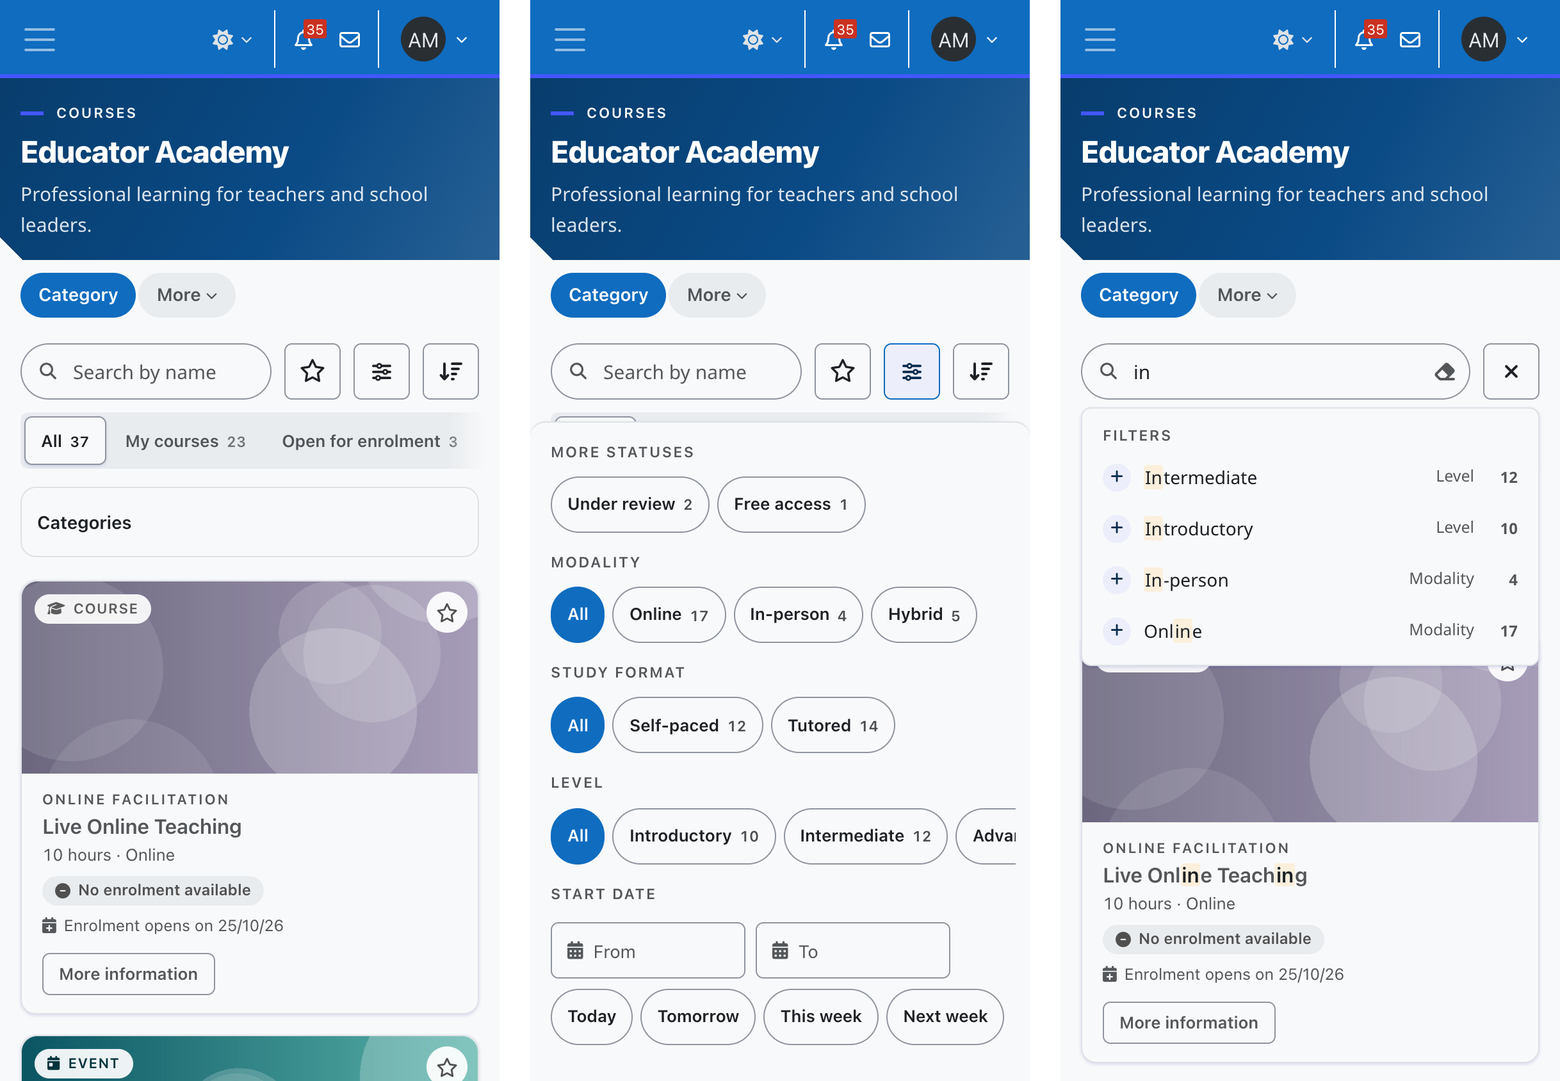 35
AM
COURSES
Educator Academy
Professional learning for teachers and school
leaders.
Category
More
Search by name
All 37
My courses 23
Open for enrolment 3
Categories
COURSE
ONLINE FACILITATION
Live Online Teaching
10 hours · Online
No enrolment available
Enrolment opens on 25/10/26
More information
EVENT
35
AM
COURSES
Educator Academy
Professional learning for teachers and school
leaders.
Category
More
Search by name
MORE STATUSES
Under review 2
Free access 1
MODALITY
All
Online 17
In-person 4
Hybrid 5
STUDY FORMAT
All
Self-paced 12
Tutored 14
LEVEL
All
Introductory 10
Intermediate 12
START DATE
From
To
Today
Tomorrow
This week
Next week
35
AM
COURSES
Educator Academy
Professional learning for teachers and school
leaders.
Category
More
in
FILTERS
Intermediate Level 12
Introductory Level 10
In-person Modality 4
Online Modality 17
ONLINE FACILITATION
Live Online Teaching
10 hours · Online
No enrolment available
Enrolment opens on 25/10/26
More information